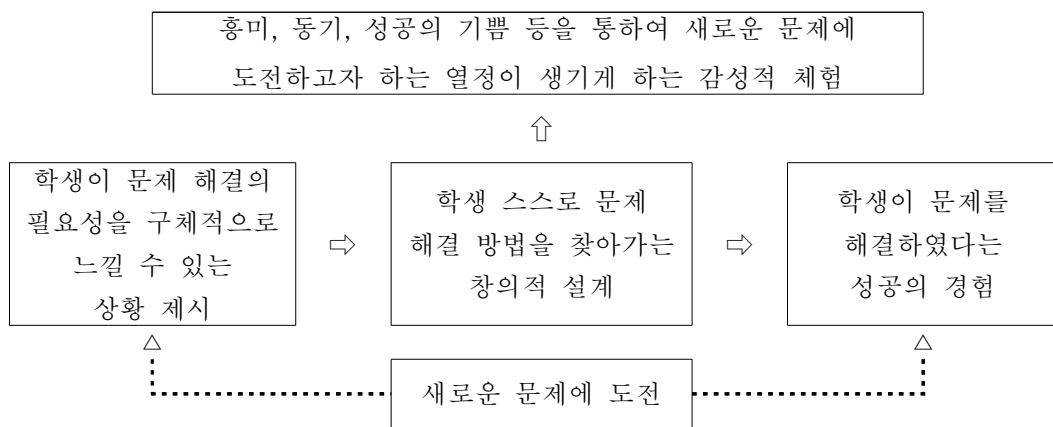 흥미, 동기, 성공의 기쁨 등을 통하여 새로운 문제에
도전하고자 하는 열정이 생기게 하는 감성적 체험
학생이 문제 해결의
필요성을 구체적으로
느낄 수 있는
상황 제시
학생 스스로 문제
해결 방법을 찾아가는
창의적 설계
학생이 문제를
해결하였다는
성공의 경험
새로운 문제에 도전